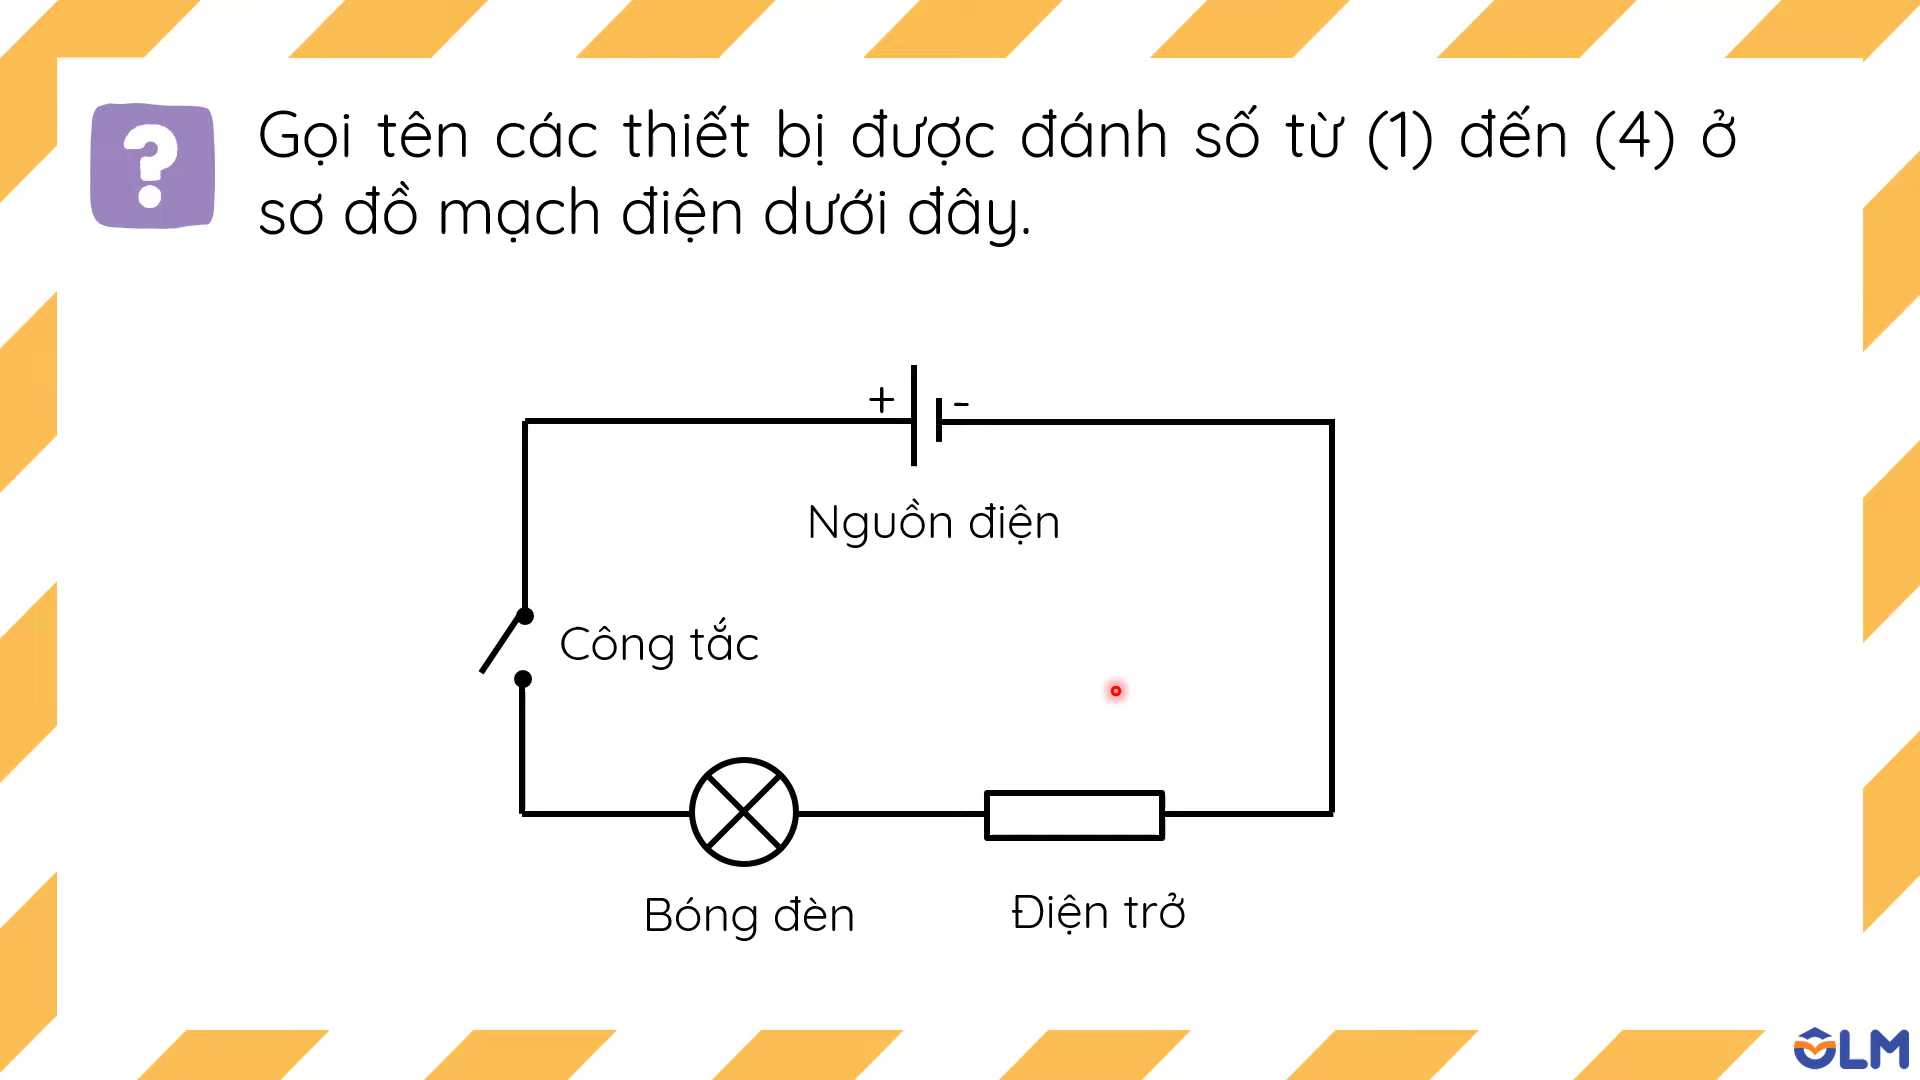 Gọi tên các thiết bị được đánh số từ (1) đến (4) ở
sơ đồ mạch điện dưới đây.
+ -
Nguồn điện
Công tắc
Bóng đèn
Điện trở
OLM